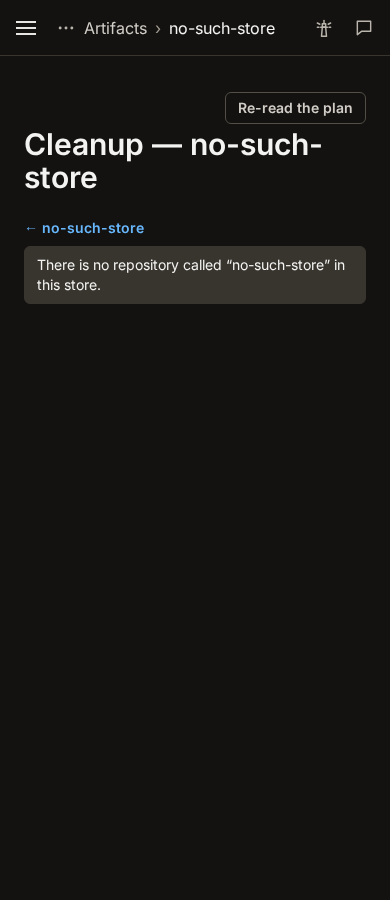 ... Artifacts › no-such-store
Re-read the plan
Cleanup — no-such-
store
← no-such-store
There is no repository called “no-such-store” in
this store.